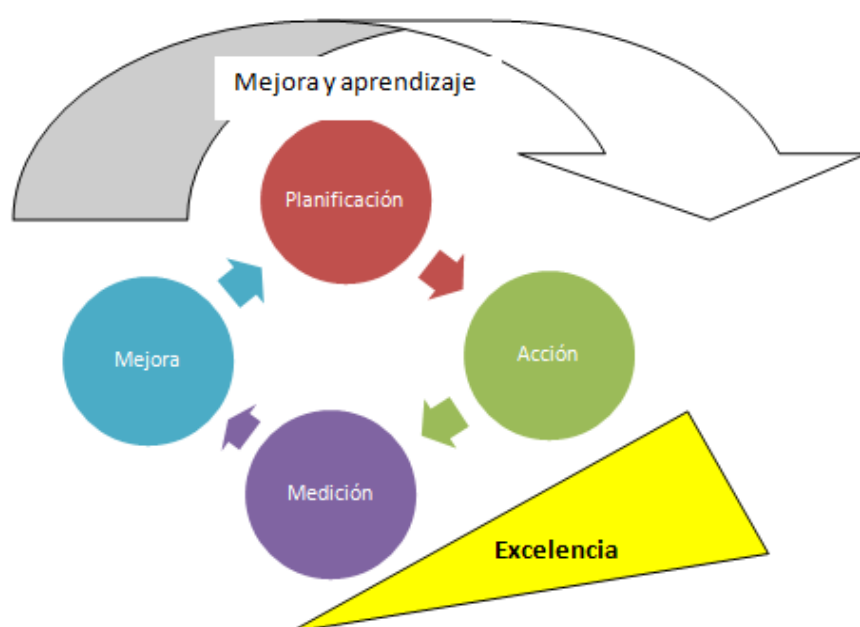 Mejora y aprendizaje
Planificación
Acción
Mejora
Medición
Excelencia